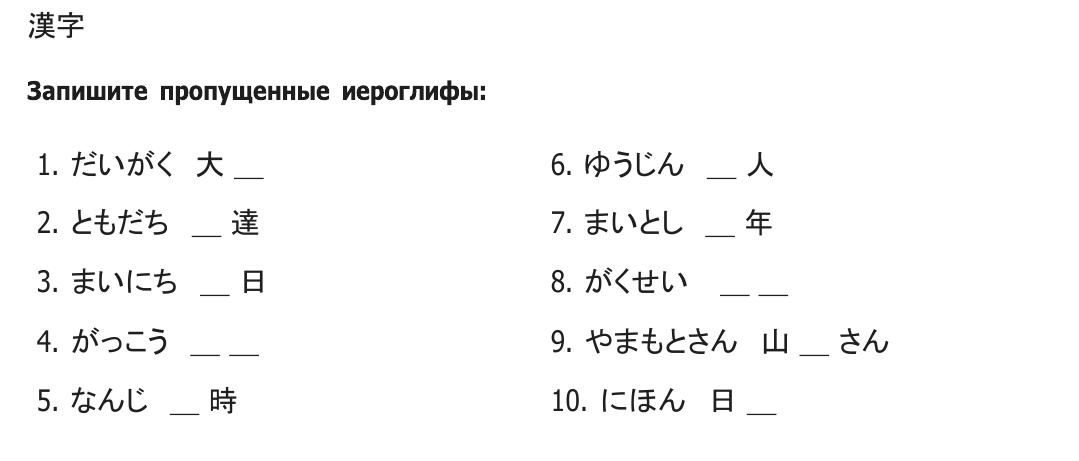 漢字
Запишите пропущенные иероглифы:
1. だいがく 大 __
2. ともだち __ 達
3. まいにち __ 日
4. がっこう __ __
5. なんじ __ 時
6. ゆうじん __ 人
7. まいとし __ 年
8. がくせい __ __
9. やまもとさん 山 __ さん
10. にほん 日 __